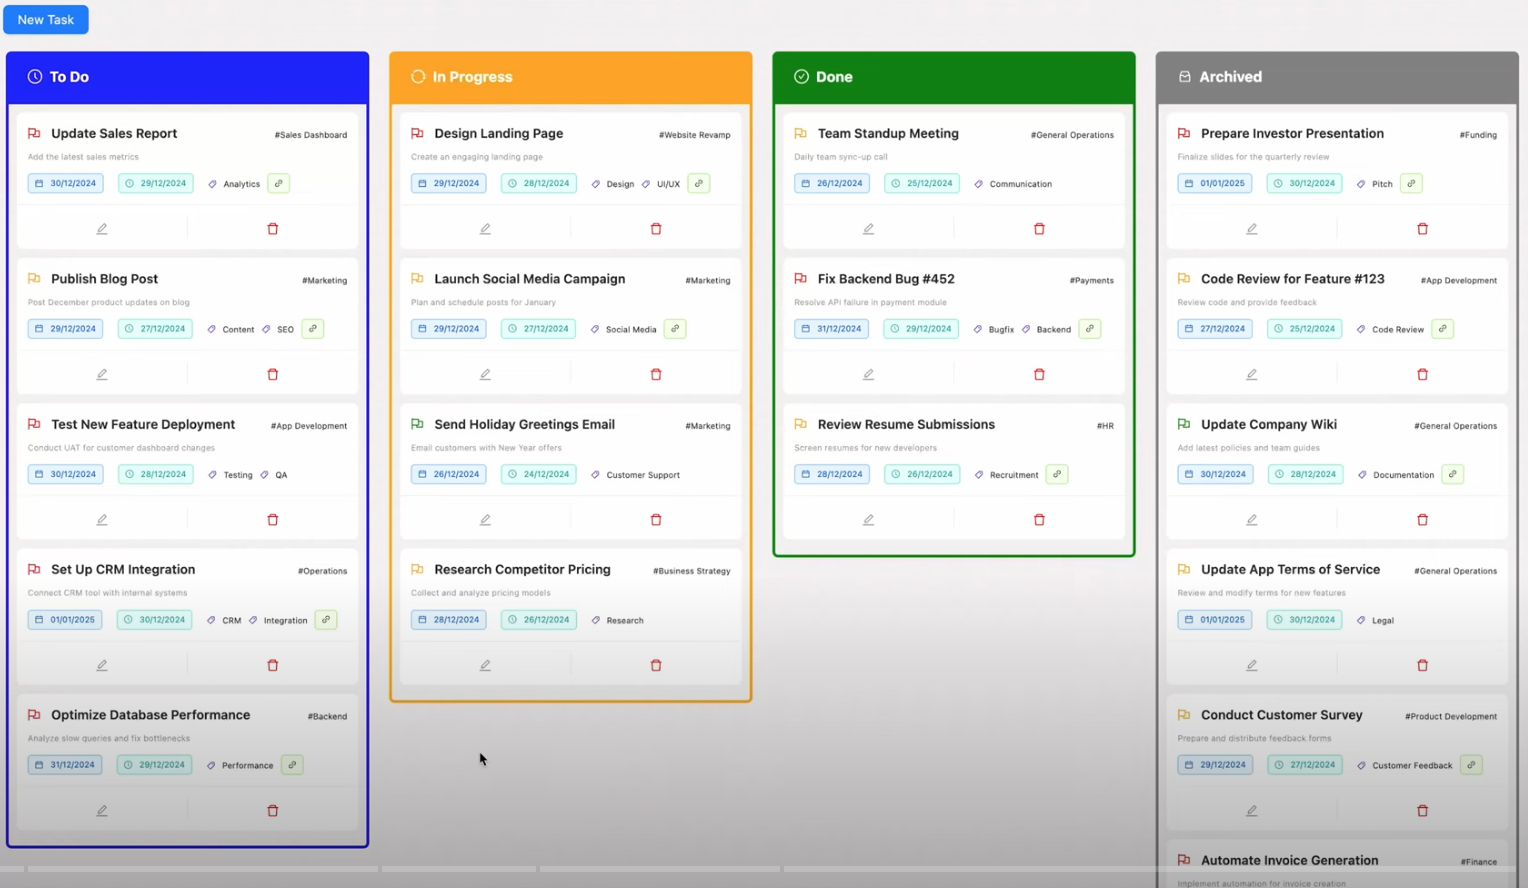 New Task
To Do
Update Sales Report #Sales Dashboard
Add the latest sales metrics
30/12/2024 29/12/2024 Analytics
Publish Blog Post #Marketing
Post December product updates on blog
29/12/2024 27/12/2024 Content SEO
Test New Feature Deployment #App Development
Conduct UAT for customer dashboard changes
30/12/2024 28/12/2024 Testing QA
Set Up CRM Integration #Operations
Connect CRM tool with internal systems
01/01/2025 30/12/2024 CRM Integration
Optimize Database Performance #Backend
Analyze slow queries and fix bottlenecks
31/12/2024 29/12/2024 Performance
In Progress
Design Landing Page #Website Revamp
Create an engaging landing page
29/12/2024 28/12/2024 Design UI/UX
Launch Social Media Campaign #Marketing
Plan and schedule posts for January
29/12/2024 27/12/2024 Social Media
Send Holiday Greetings Email #Marketing
Email customers with New Year offers
26/12/2024 24/12/2024 Customer Support
Research Competitor Pricing #Business Strategy
Collect and analyze pricing models
28/12/2024 26/12/2024 Research
Done
Team Standup Meeting #General Operations
Daily team sync-up call
26/12/2024 25/12/2024 Communication
Fix Backend Bug #452 #Payments
Resolve API failure in payment module
31/12/2024 29/12/2024 Bugfix Backend
Review Resume Submissions #HR
Screen resumes for new developers
28/12/2024 26/12/2024 Recruitment
Archived
Prepare Investor Presentation #Funding
Finalize slides for the quarterly review
01/01/2025 30/12/2024 Pitch
Code Review for Feature #123 #App Development
Review code and provide feedback
27/12/2024 25/12/2024 Code Review
Update Company Wiki #General Operations
Add latest policies and team guides
30/12/2024 28/12/2024 Documentation
Update App Terms of Service #General Operations
Review and modify terms for new features
01/01/2025 30/12/2024 Legal
Conduct Customer Survey #Product Development
Prepare and distribute feedback forms
29/12/2024 27/12/2024 Customer Feedback
Automate Invoice Generation #Finance
Implement automation for invoice creation